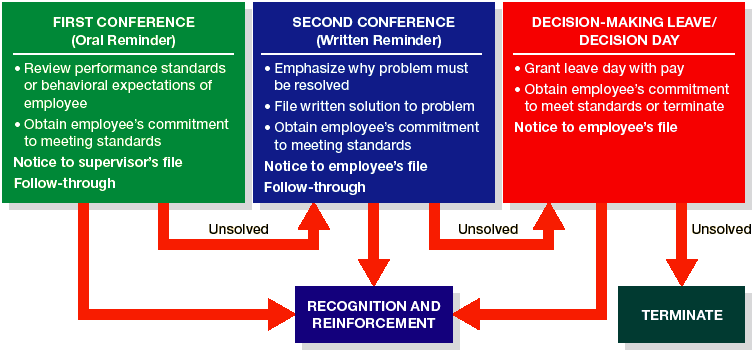 FIRST CONFERENCE
(Oral Reminder)
• Review performance standards
or behavioral expectations of
employee
• Obtain employee's commitment
to meeting standards
Notice to supervisor's file
Follow-through
SECOND CONFERENCE
(Written Reminder)
• Emphasize why problem must
be resolved
• File written solution to problem
• Obtain employee's commitment
to meeting standards
Notice to employee's file
Follow-through
DECISION-MAKING LEAVE/
DECISION DAY
• Grant leave day with pay
• Obtain employee's commitment
to meet standards or terminate
Notice to employee's file
Unsolved
Unsolved
Unsolved
RECOGNITION AND
REINFORCEMENT
TERMINATE